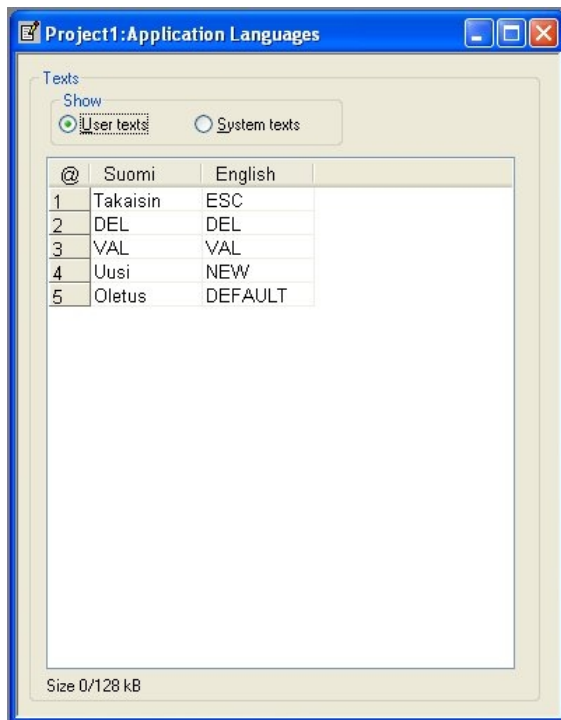 Project1:Application Languages
Texts
Show
User texts System texts
@ Suomi English
1 Takaisin ESC
2 DEL DEL
3 VAL VAL
4 Uusi NEW
5 Oletus DEFAULT
Size 0/128 kB